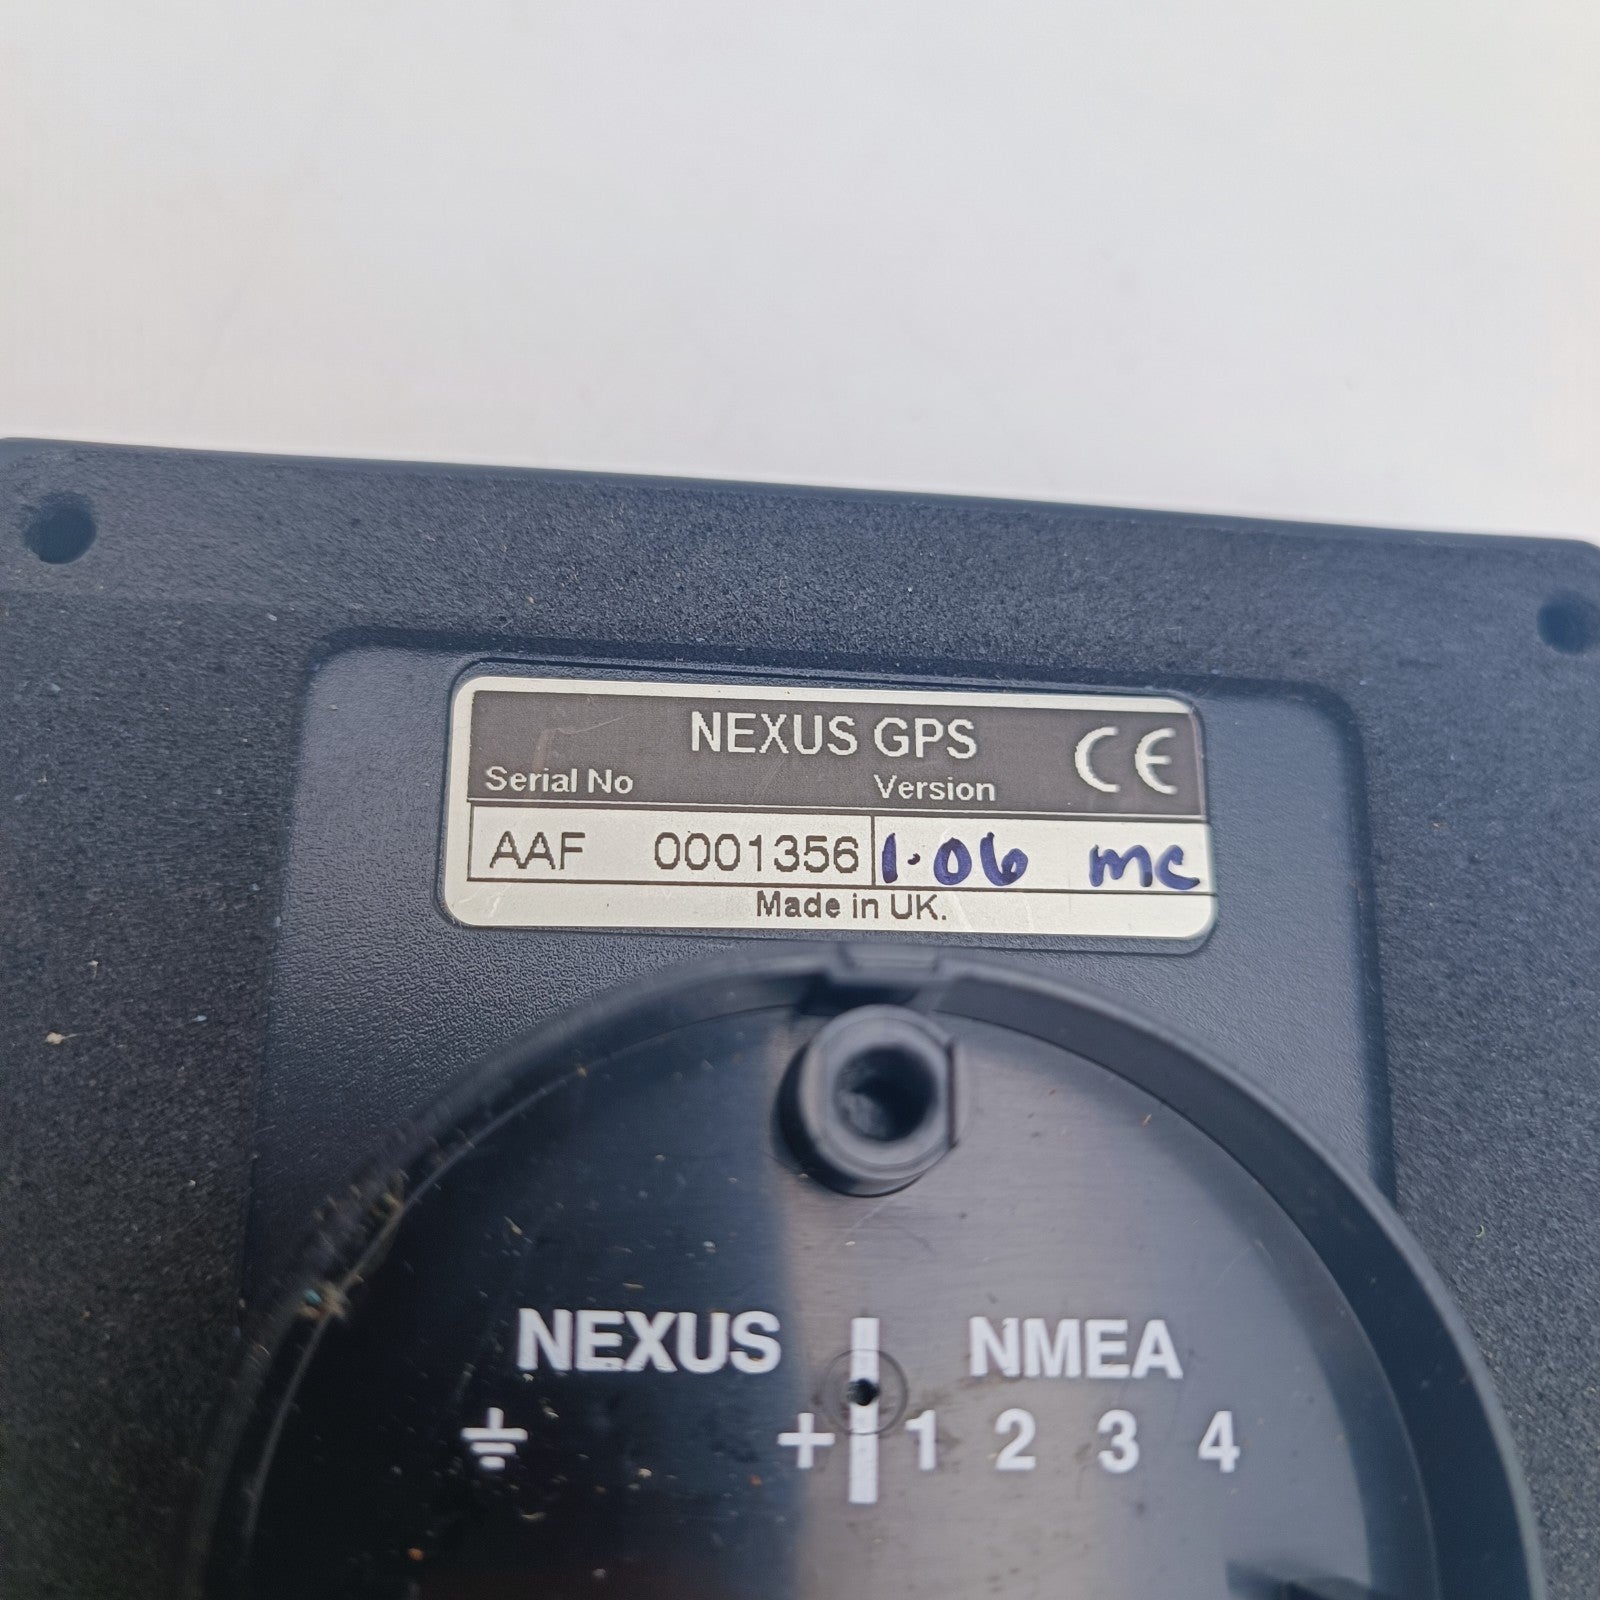 NEXUS GPS CE
Serial No Version
AAF 0001356 1.06 mc
Made in UK.
NEXUS NMEA
+ 1 2 3 4